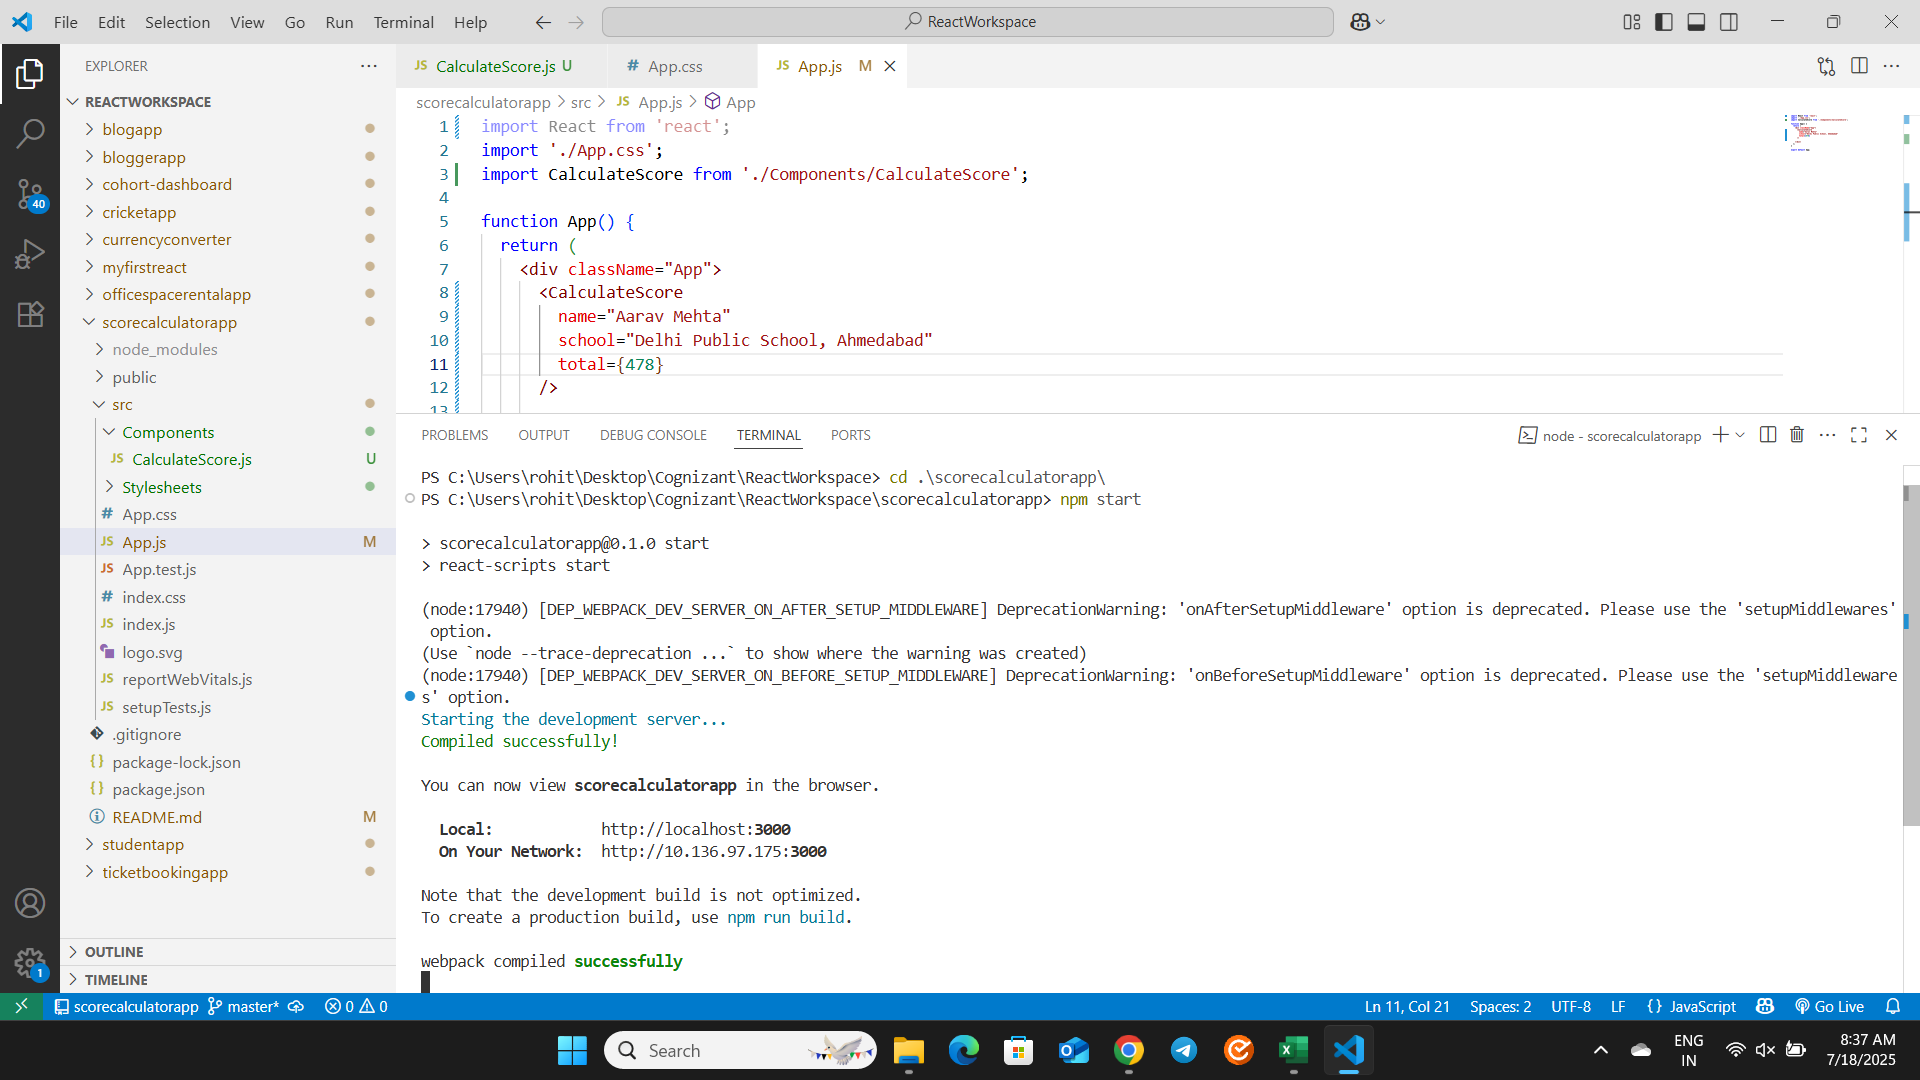 File Edit Selection View Go Run Terminal Help
ReactWorkspace
EXPLORER
REACTWORKSPACE
blogapp
bloggerapp
cohort-dashboard
cricketapp
currencyconverter
myfirstreact
officespacerentalapp
scorecalculatorapp
node_modules
public
src
Components
JS CalculateScore.js U
Stylesheets
# App.css
JS App.js M
JS App.test.js
# index.css
JS index.js
logo.svg
JS reportWebVitals.js
JS setupTests.js
.gitignore
{} package-lock.json
{} package.json
README.md M
studentapp
ticketbookingapp
OUTLINE
TIMELINE
40
1
JS CalculateScore.js U # App.css JS App.js M
scorecalculatorapp > src > JS App.js > App
1 import React from 'react';
2 import './App.css';
3 import CalculateScore from './Components/CalculateScore';
4
5 function App() {
6 return (
7 <div className="App">
8 <CalculateScore
9 name="Aarav Mehta"
10 school="Delhi Public School, Ahmedabad"
11 total={478}
12 />
13
PROBLEMS OUTPUT DEBUG CONSOLE TERMINAL PORTS
node - scorecalculatorapp
PS C:\Users\rohit\Desktop\Cognizant\ReactWorkspace> cd .\scorecalculatorapp\
PS C:\Users\rohit\Desktop\Cognizant\ReactWorkspace\scorecalculatorapp> npm start
> scorecalculatorapp@0.1.0 start
> react-scripts start
(node:17940) [DEP_WEBPACK_DEV_SERVER_ON_AFTER_SETUP_MIDDLEWARE] DeprecationWarning: 'onAfterSetupMiddleware' option is deprecated. Please use the 'setupMiddlewares'
option.
(Use `node --trace-deprecation ...` to show where the warning was created)
(node:17940) [DEP_WEBPACK_DEV_SERVER_ON_BEFORE_SETUP_MIDDLEWARE] DeprecationWarning: 'onBeforeSetupMiddleware' option is deprecated. Please use the 'setupMiddleware
s' option.
Starting the development server...
Compiled successfully!
You can now view scorecalculatorapp in the browser.
Local: http://localhost:3000
On Your Network: http://10.136.97.175:3000
Note that the development build is not optimized.
To create a production build, use npm run build.
webpack compiled successfully
scorecalculatorapp master* 0 0
Ln 11, Col 21 Spaces: 2 UTF-8 LF {} JavaScript Go Live
Search
ENG
IN
8:37 AM
7/18/2025